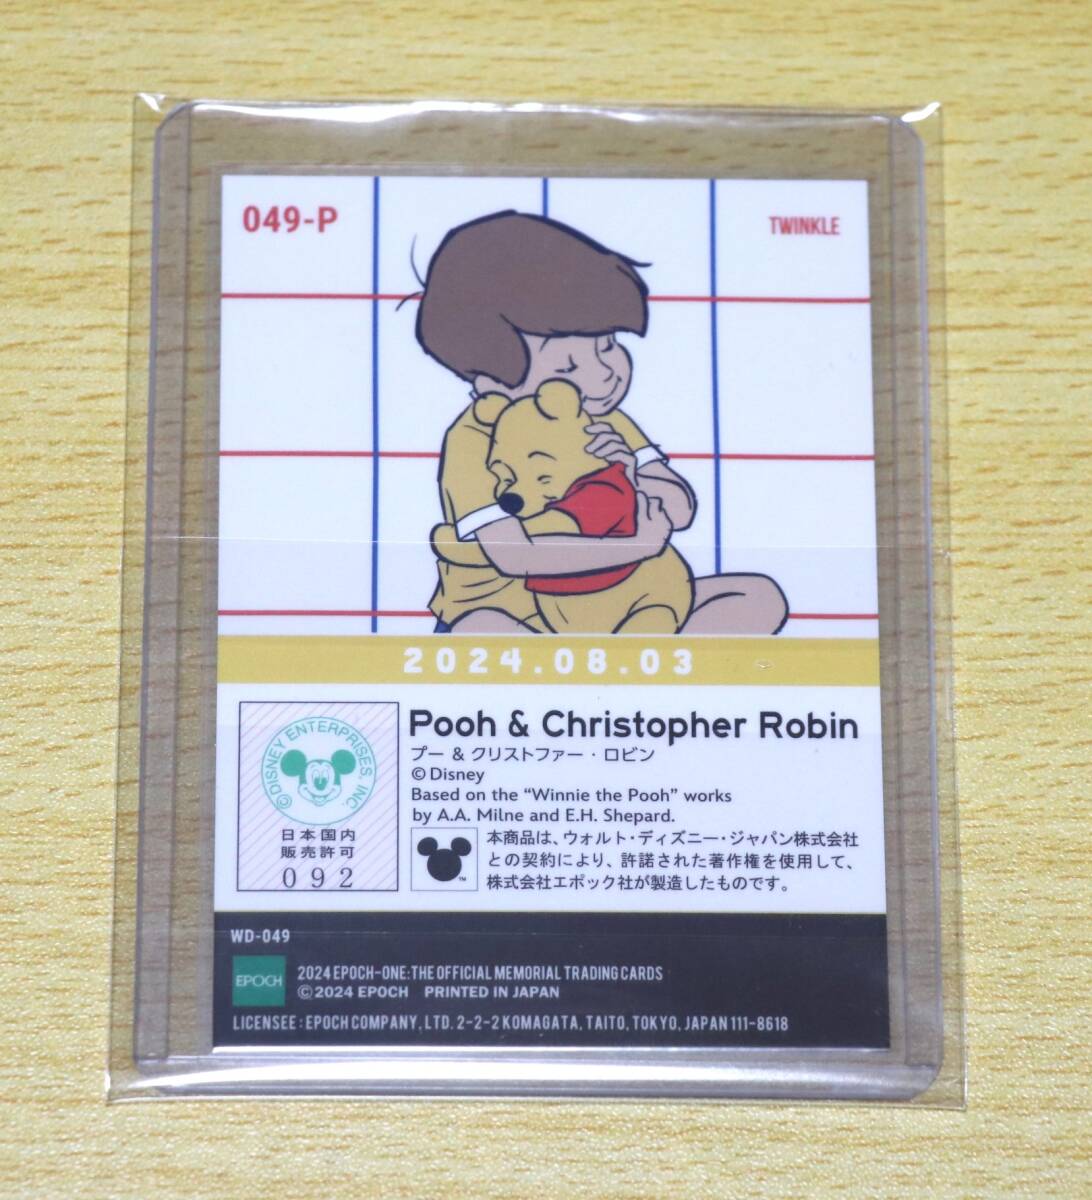 049-P
TWINKLE
2024.08.03
©DISNEY ENTERPRISES, INC
日本国内
販売許可
092
Pooh & Christopher Robin
プー & クリストファー・ロビン
© Disney
Based on the “Winnie the Pooh” works
by A.A. Milne and E.H. Shepard.
TM
本商品は、ウォルト・ディズニー・ジャパン株式会社
との契約により、許諾された著作権を使用して、
株式会社エポック社が製造したものです。
WD-049
EPOCH
2024 EPOCH-ONE:THE OFFICIAL MEMORIAL TRADING CARDS
©2024 EPOCH PRINTED IN JAPAN
LICENSEE : EPOCH COMPANY, LTD. 2-2-2 KOMAGATA, TAITO, TOKYO, JAPAN 111-8618